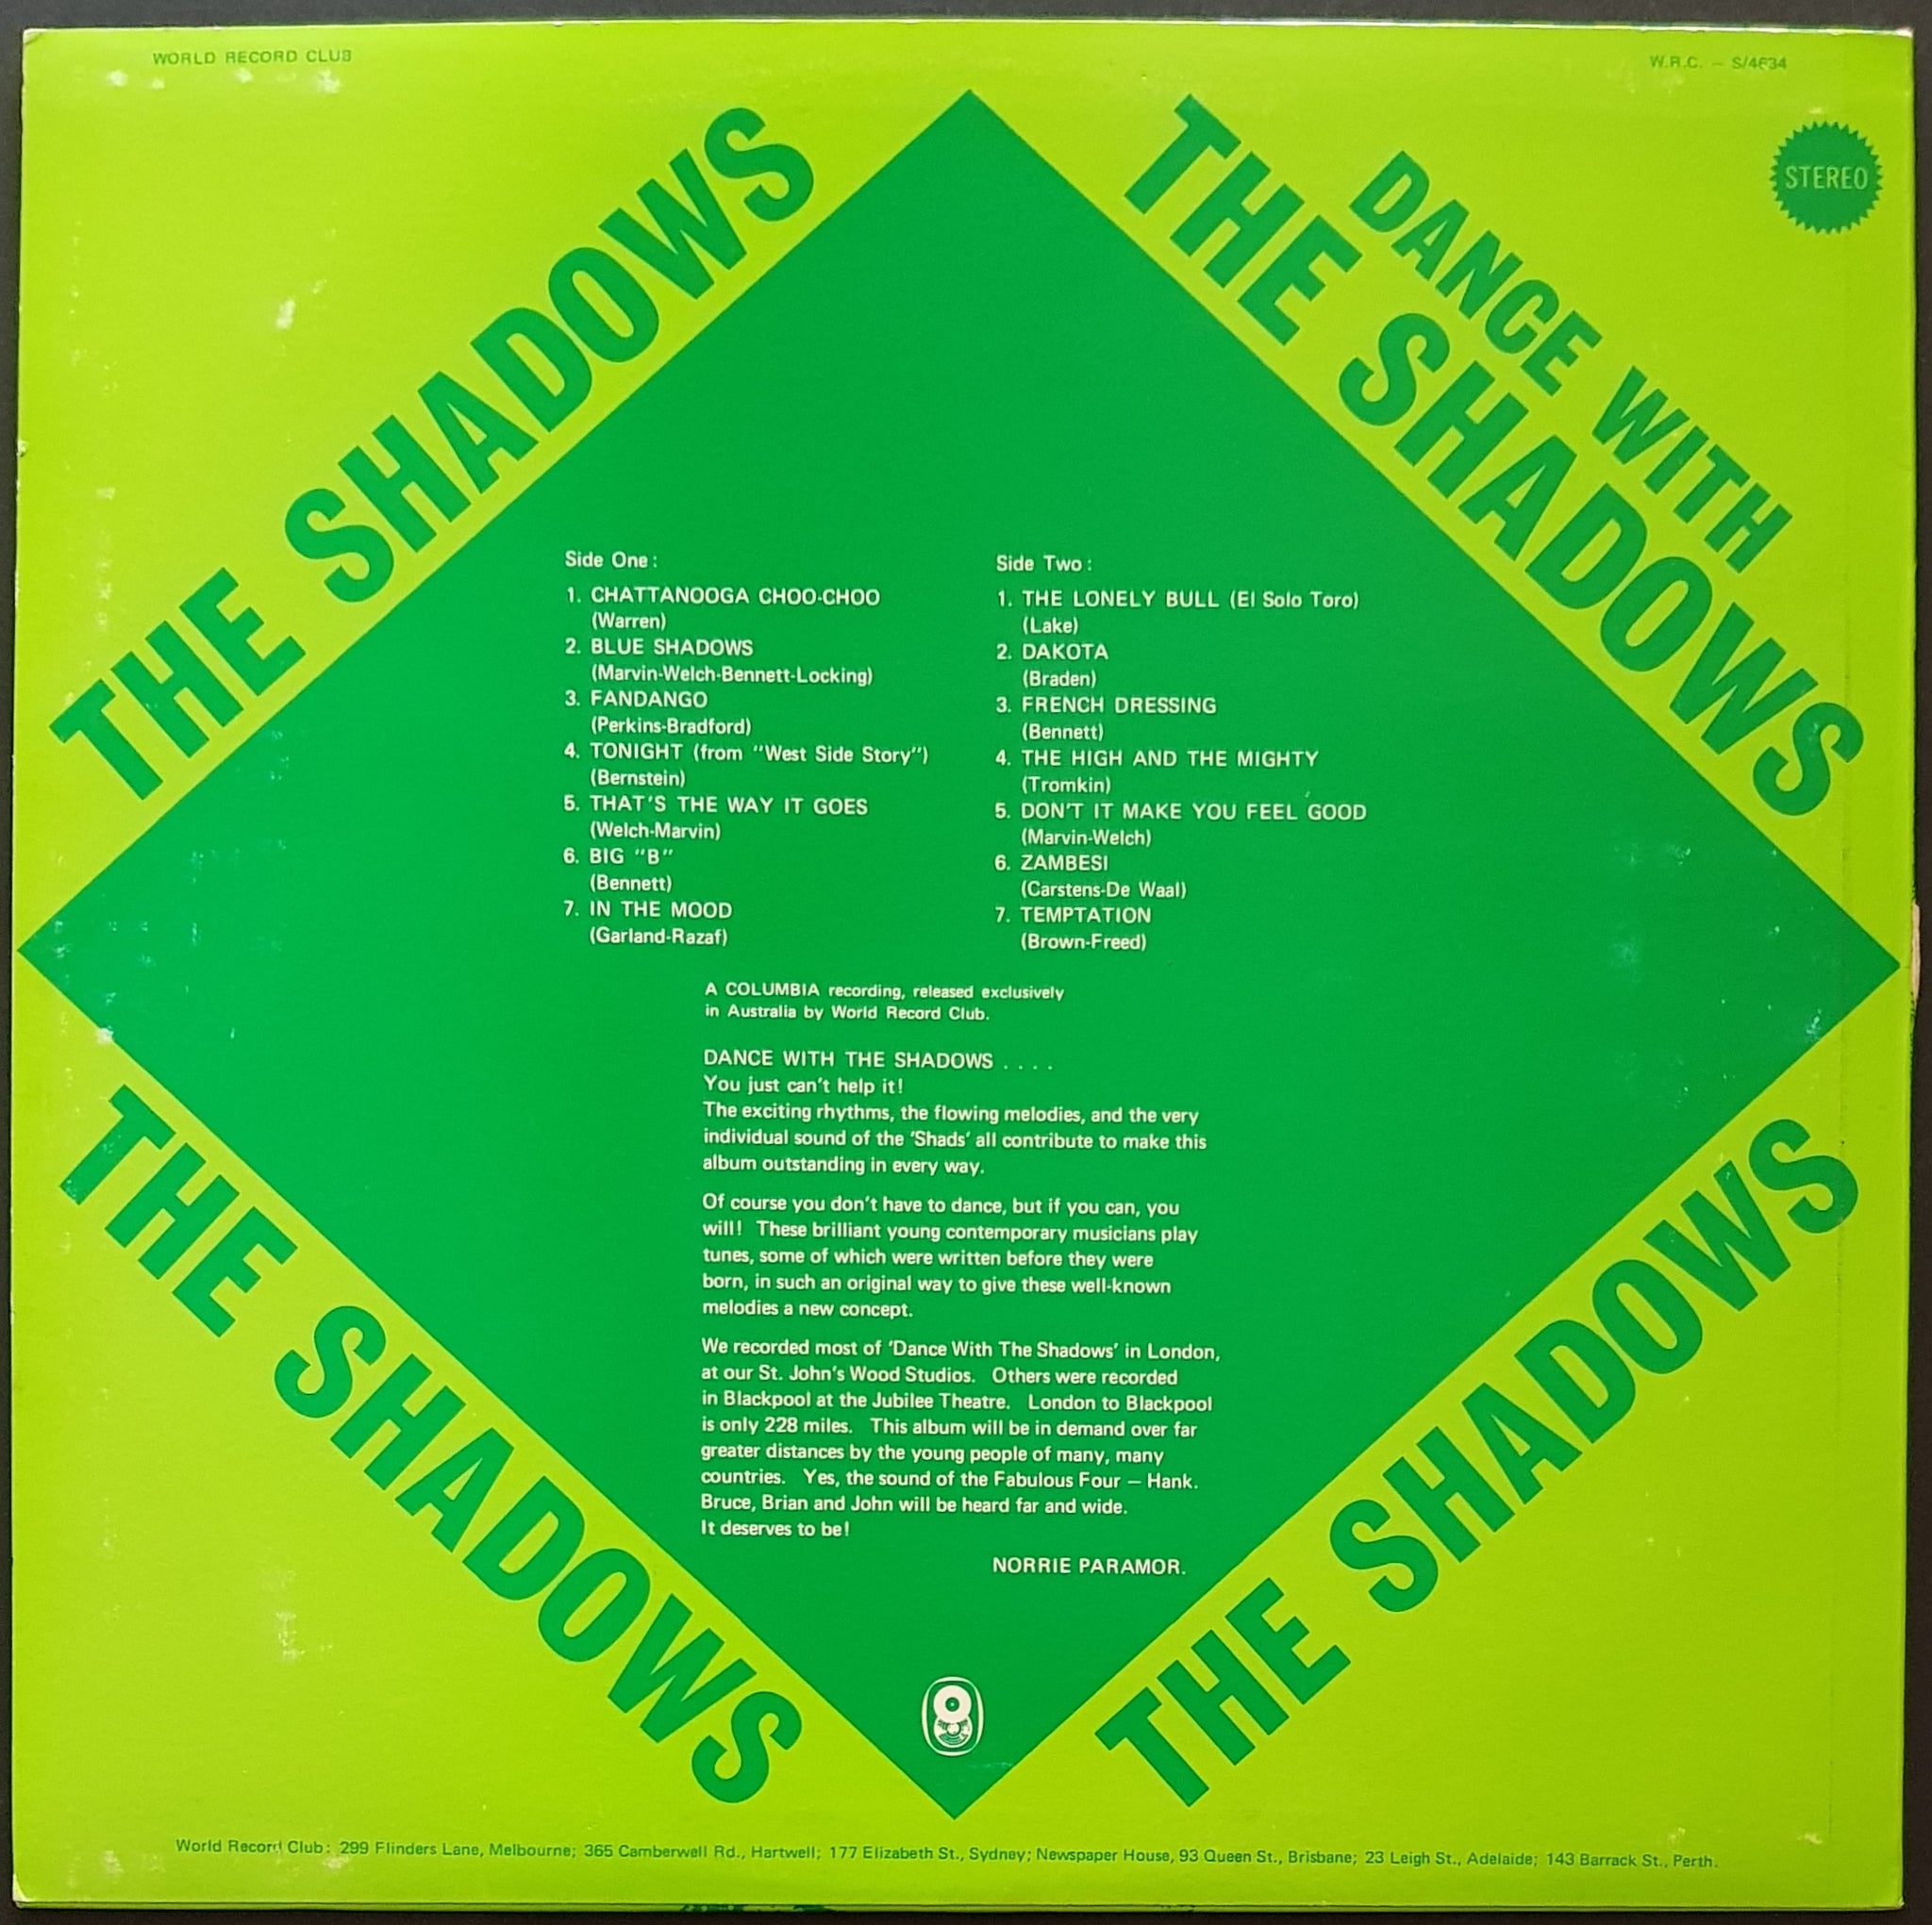 WORLD RECORD CLUB
W.R.C. – S/4634
STEREO
THE SHADOWS
DANCE WITH
THE SHADOWS
Side One :
1. CHATTANOOGA CHOO-CHOO
(Warren)
2. BLUE SHADOWS
(Marvin-Welch-Bennett-Locking)
3. FANDANGO
(Perkins-Bradford)
4. TONIGHT (from "West Side Story")
(Bernstein)
5. THAT'S THE WAY IT GOES
(Welch-Marvin)
6. BIG "B"
(Bennett)
7. IN THE MOOD
(Garland-Razaf)
Side Two :
1. THE LONELY BULL (El Solo Toro)
(Lake)
2. DAKOTA
(Braden)
3. FRENCH DRESSING
(Bennett)
4. THE HIGH AND THE MIGHTY
(Tromkin)
5. DON'T IT MAKE YOU FEEL GOOD
(Marvin-Welch)
6. ZAMBESI
(Carstens-De Waal)
7. TEMPTATION
(Brown-Freed)
A COLUMBIA recording, released exclusively
in Australia by World Record Club.
DANCE WITH THE SHADOWS . . . .
You just can't help it!
The exciting rhythms, the flowing melodies, and the very
individual sound of the 'Shads' all contribute to make this
album outstanding in every way.
Of course you don't have to dance, but if you can, you
will! These brilliant young contemporary musicians play
tunes, some of which were written before they were
born, in such an original way to give these well-known
melodies a new concept.
We recorded most of 'Dance With The Shadows' in London,
at our St. John's Wood Studios. Others were recorded
in Blackpool at the Jubilee Theatre. London to Blackpool
is only 228 miles. This album will be in demand over far
greater distances by the young people of many, many
countries. Yes, the sound of the Fabulous Four – Hank.
Bruce, Brian and John will be heard far and wide.
It deserves to be!
NORRIE PARAMOR.
THE SHADOWS
THE SHADOWS
World Record Club : 299 Flinders Lane, Melbourne; 365 Camberwell Rd., Hartwell; 177 Elizabeth St., Sydney; Newspaper House, 93 Queen St., Brisbane; 23 Leigh St., Adelaide; 143 Barrack St., Perth.